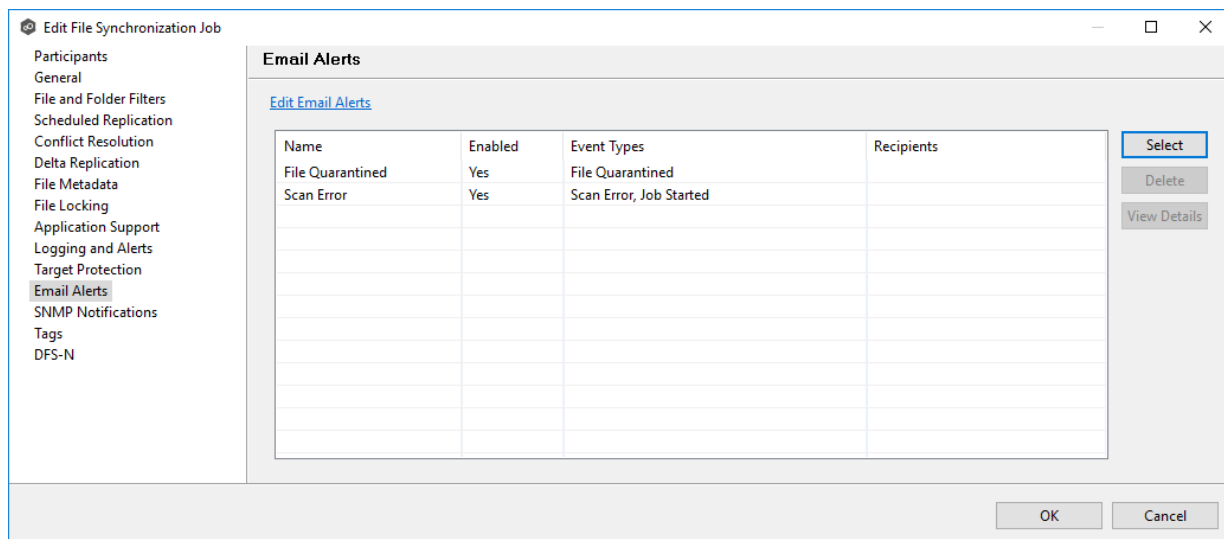 Edit File Synchronization Job
Participants
General
File and Folder Filters
Scheduled Replication
Conflict Resolution
Delta Replication
File Metadata
File Locking
Application Support
Logging and Alerts
Target Protection
Email Alerts
SNMP Notifications
Tags
DFS-N
Email Alerts
Edit Email Alerts
Name Enabled Event Types Recipients
File Quarantined Yes File Quarantined
Scan Error Yes Scan Error, Job Started
Select
Delete
View Details
OK Cancel